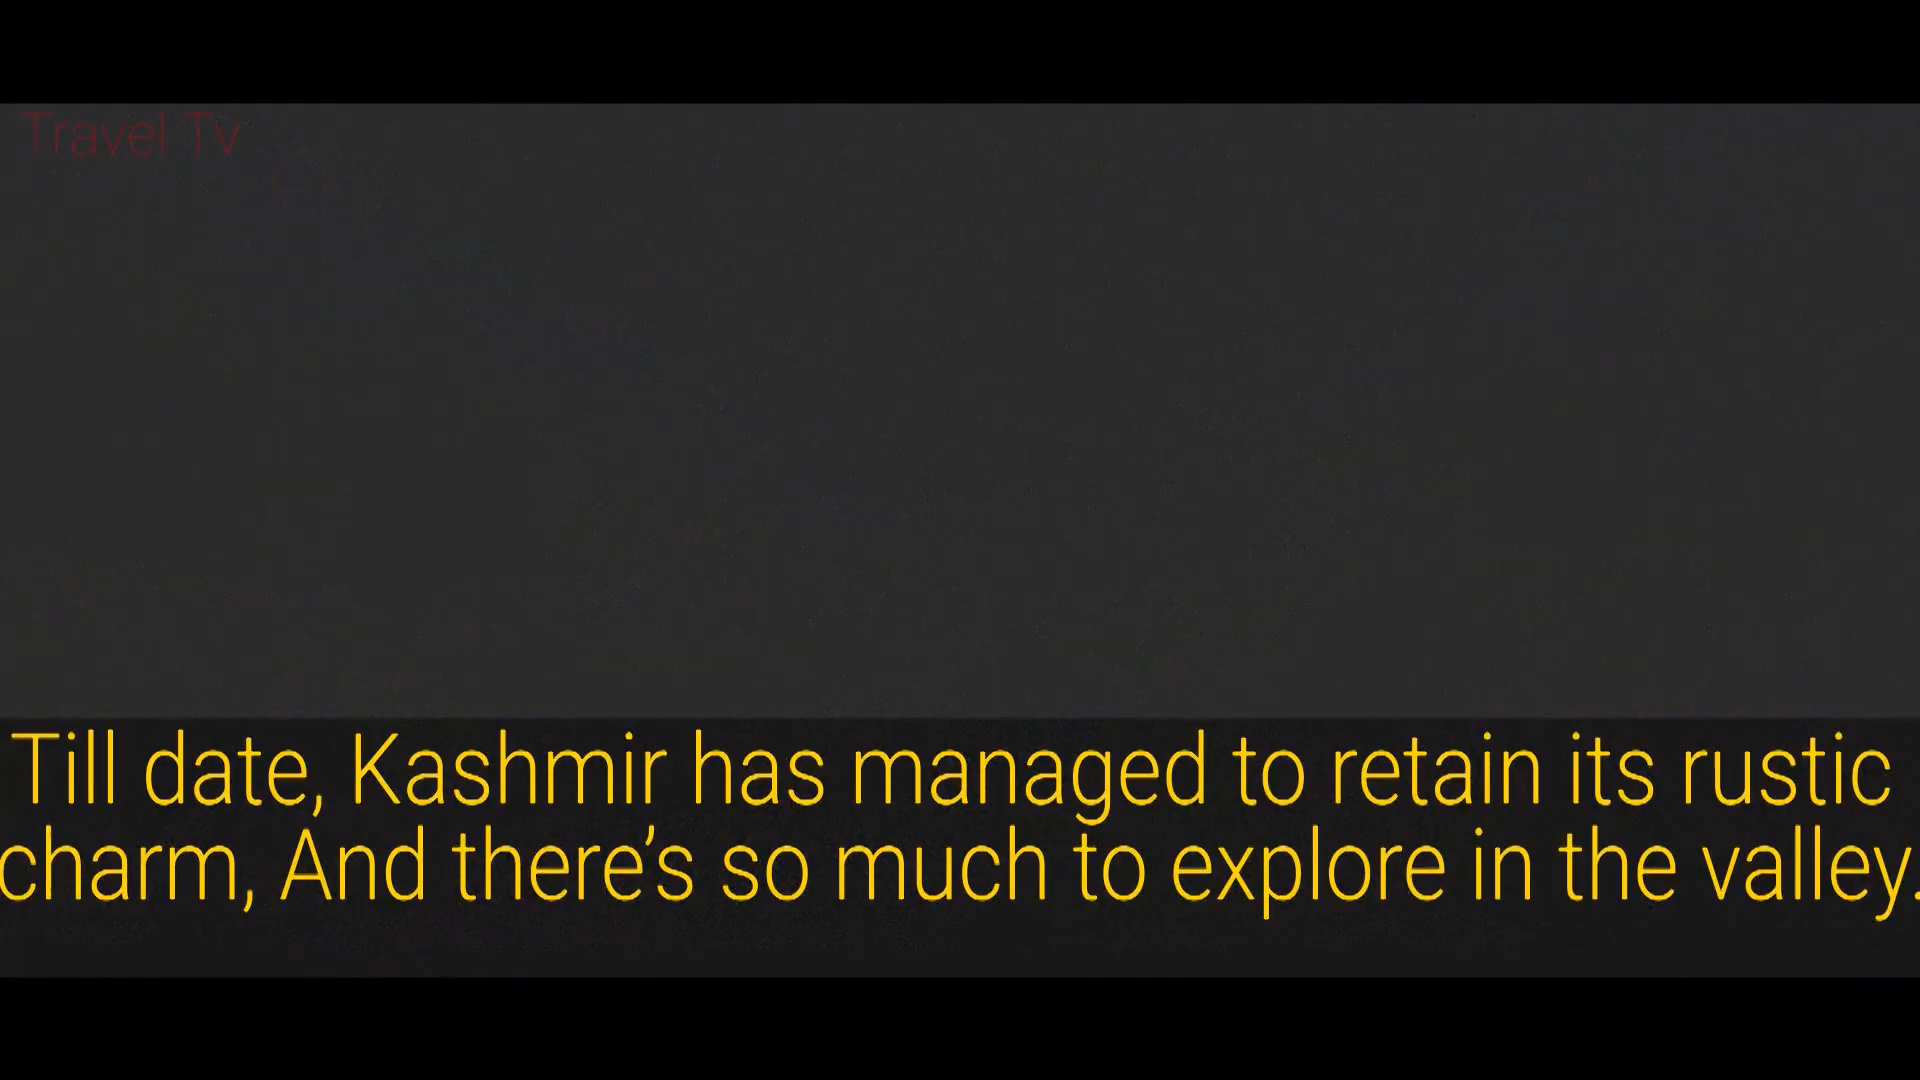 Travel Tv
Till date, Kashmir has managed to retain its rustic
charm, And there’s so much to explore in the valley.